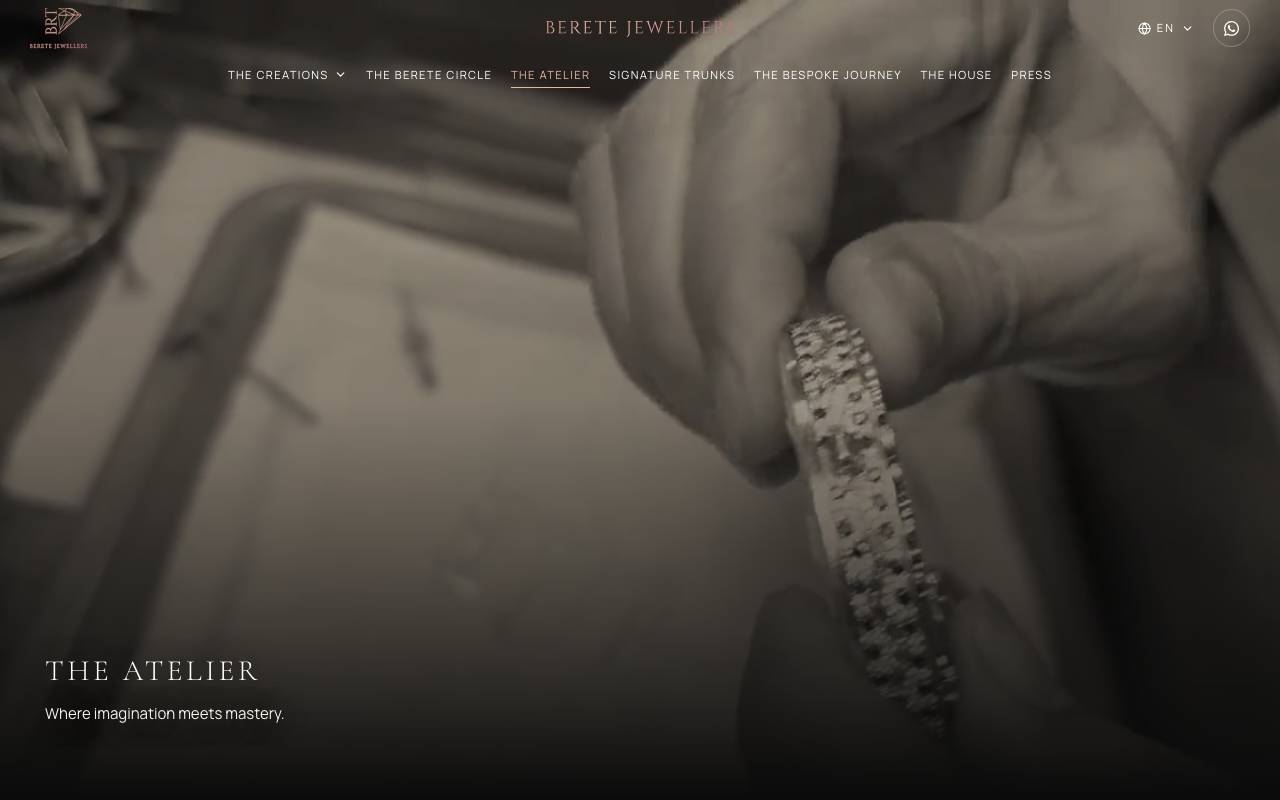 BRT
BERETE JEWELLERS
BERETE JEWELLERS
EN
THE CREATIONS
THE BERETE CIRCLE
THE ATELIER
SIGNATURE TRUNKS
THE BESPOKE JOURNEY
THE HOUSE
PRESS
THE ATELIER
Where imagination meets mastery.